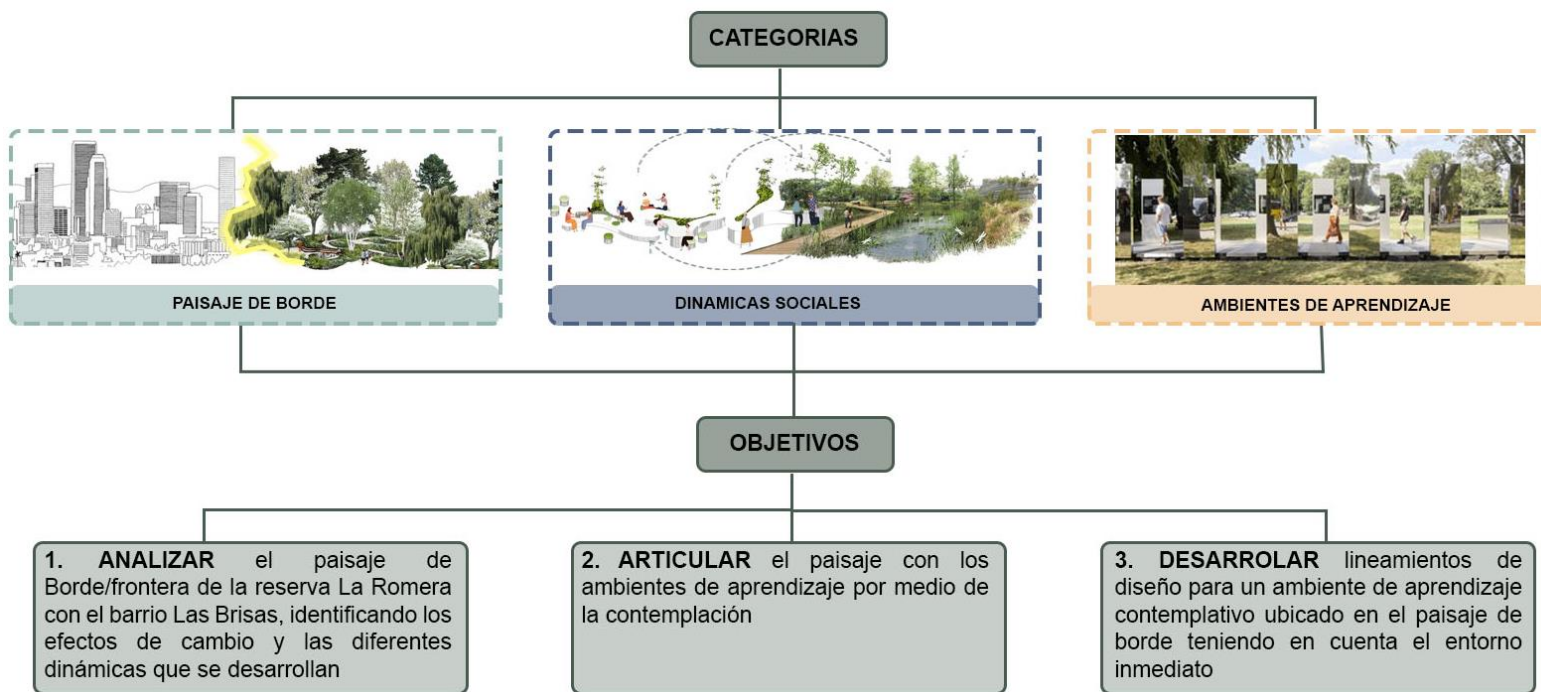 CATEGORIAS
PAISAJE DE BORDE
DINAMICAS SOCIALES
AMBIENTES DE APRENDIZAJE
OBJETIVOS
1. ANALIZAR el paisaje de
Borde/frontera de la reserva La Romera
con el barrio Las Brisas, identificando los
efectos de cambio y las diferentes
dinámicas que se desarrollan
2. ARTICULAR el paisaje con los
ambientes de aprendizaje por medio de
la contemplación
3. DESARROLAR lineamientos de
diseño para un ambiente de aprendizaje
contemplativo ubicado en el paisaje de
borde teniendo en cuenta el entorno
inmediato